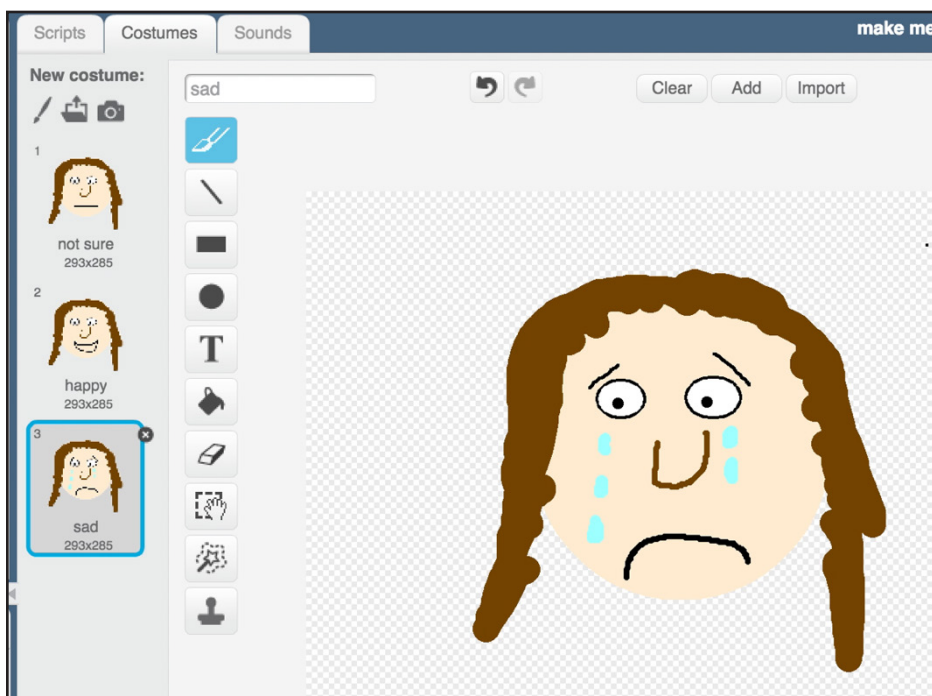 Scripts Costumes Sounds
make me
New costume:
sad
Clear Add Import
1
not sure
293x285
2
happy
293x285
3
sad
293x285
T